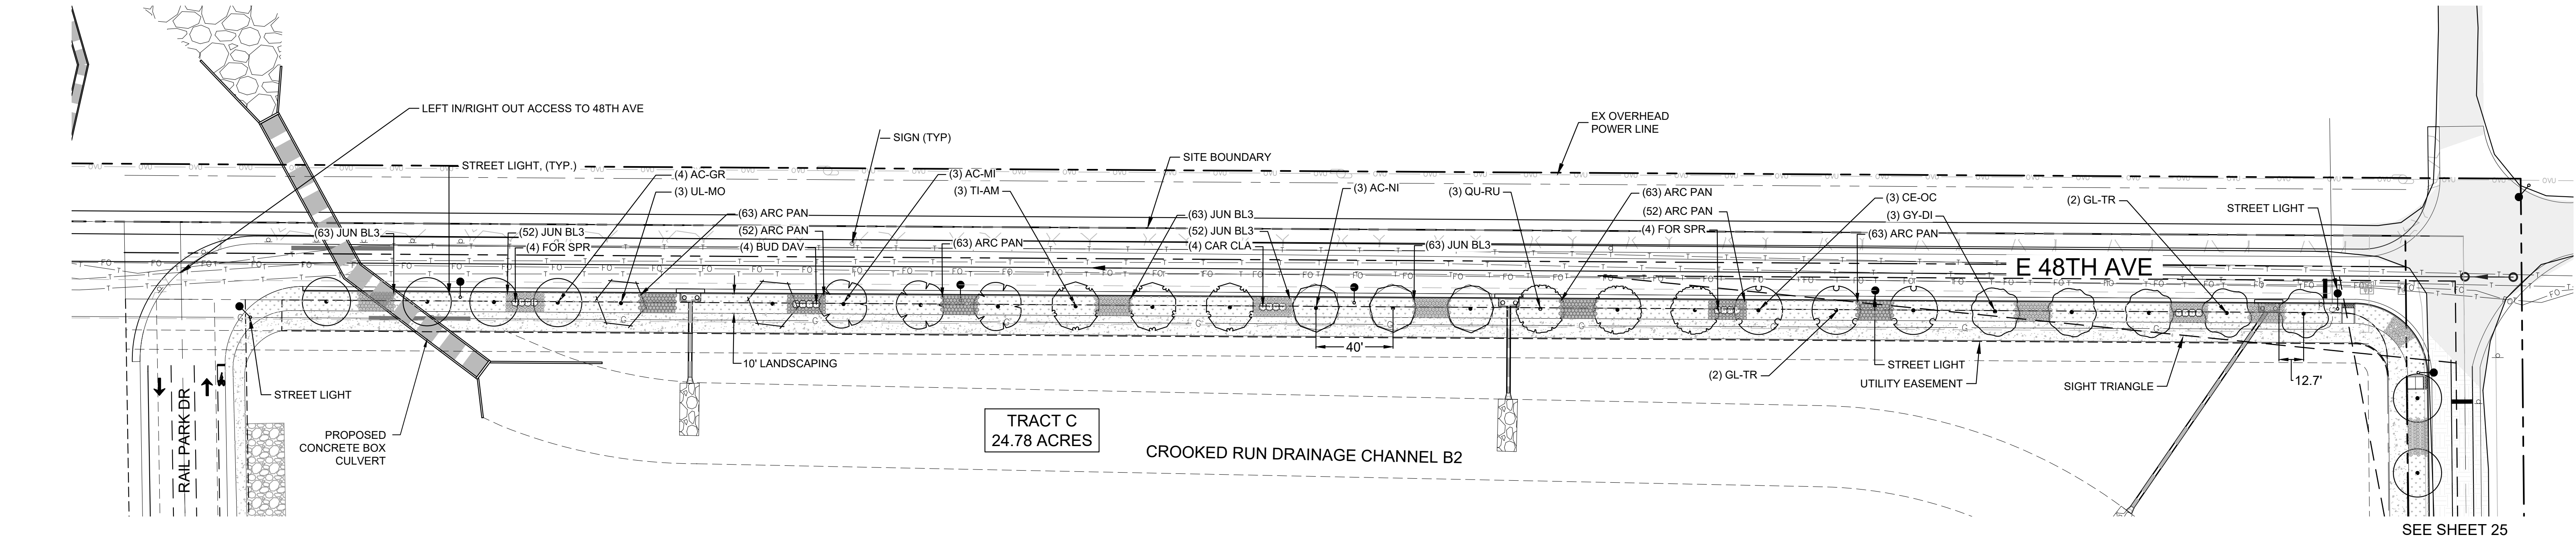 LEFT IN/RIGHT OUT ACCESS TO 48TH AVE
EX OVERHEAD
POWER LINE
SIGN (TYP)
SITE BOUNDARY
STREET LIGHT, (TYP.)
(4) AC-GR
(3) UL-MO
(3) AC-MI
(3) TI-AM
(3) AC-NI
(3) QU-RU
(63) ARC PAN
(52) ARC PAN
(4) FOR SPR
(3) CE-OC
(3) GY-DI
(63) ARC PAN
(2) GL-TR
STREET LIGHT
(63) JUN BL3
(52) JUN BL3
(4) FOR SPR
(63) ARC PAN
(52) ARC PAN
(4) BUD DAV
(63) ARC PAN
(63) JUN BL3
(52) JUN BL3
(4) CAR CLA
(63) JUN BL3
E 48TH AVE
40'
10' LANDSCAPING
(2) GL-TR
STREET LIGHT
UTILITY EASEMENT
SIGHT TRIANGLE
12.7'
STREET LIGHT
RAIL PARK DR
PROPOSED
CONCRETE BOX
CULVERT
TRACT C
24.78 ACRES
CROOKED RUN DRAINAGE CHANNEL B2
SEE SHEET 25